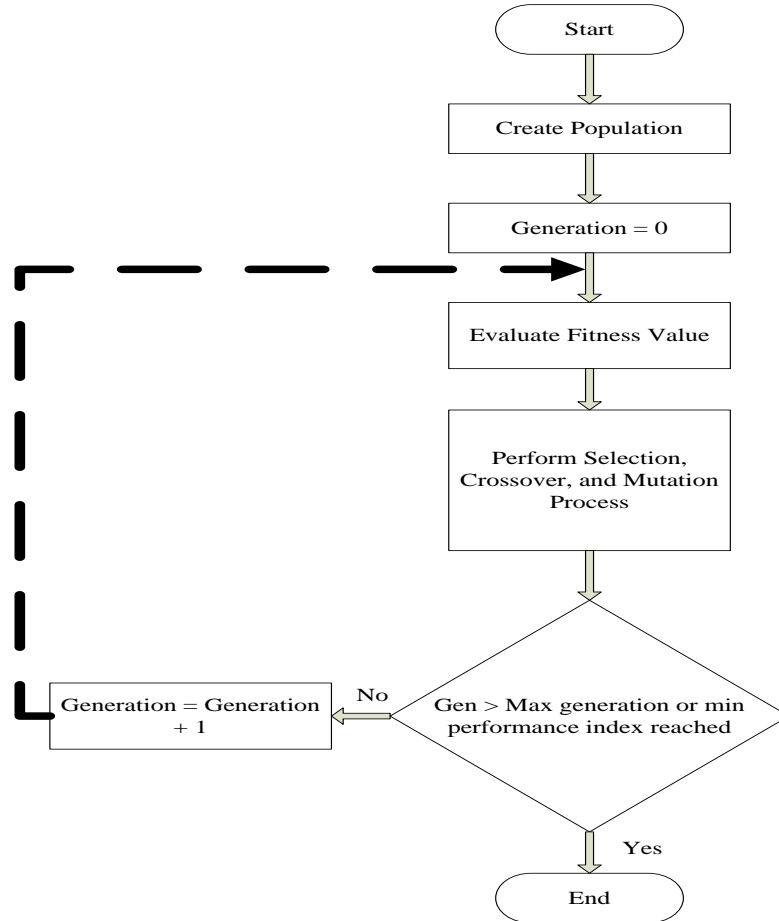 Start
Create Population
Generation = 0
Evaluate Fitness Value
Perform Selection,
Crossover, and Mutation
Process
Gen > Max generation or min
performance index reached
No
Generation = Generation
+ 1
Yes
End